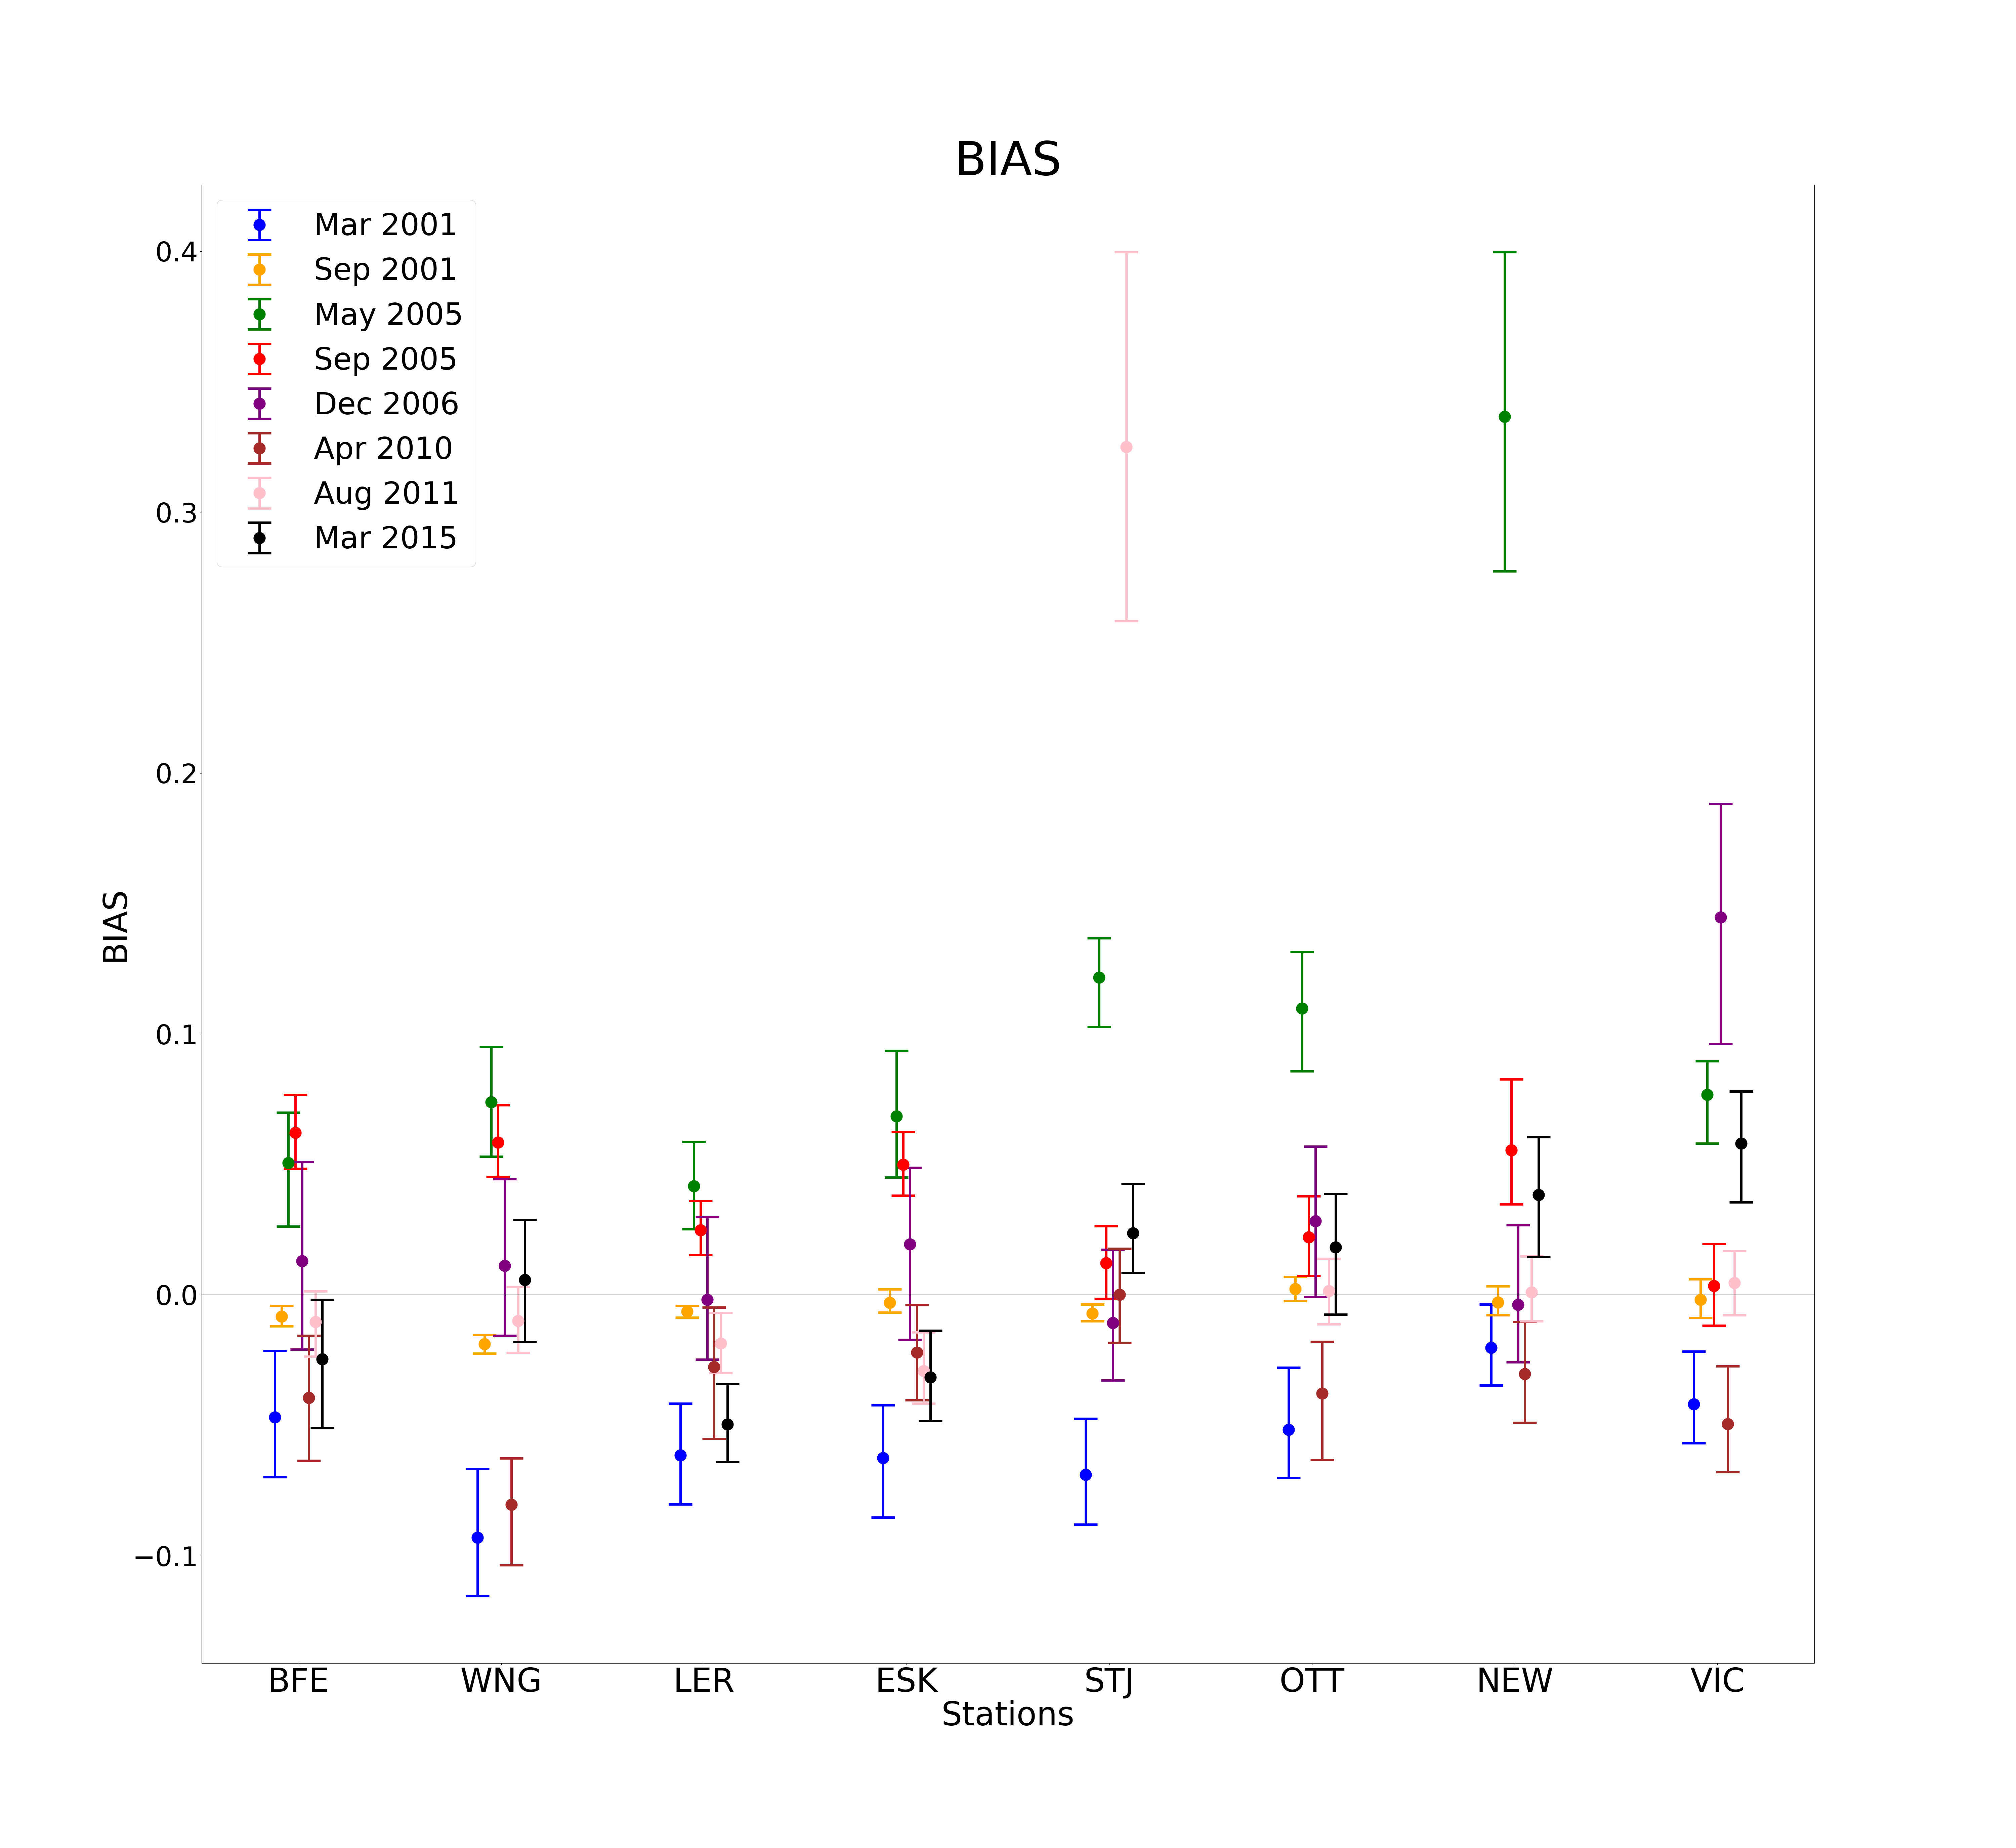 BIAS
Mar 2001
Sep 2001
May 2005
Sep 2005
Dec 2006
Apr 2010
Aug 2011
Mar 2015
0.4
0.3
0.2
0.1
0.0
−0.1
BIAS
BFE WNG LER ESK STJ OTT NEW VIC
Stations